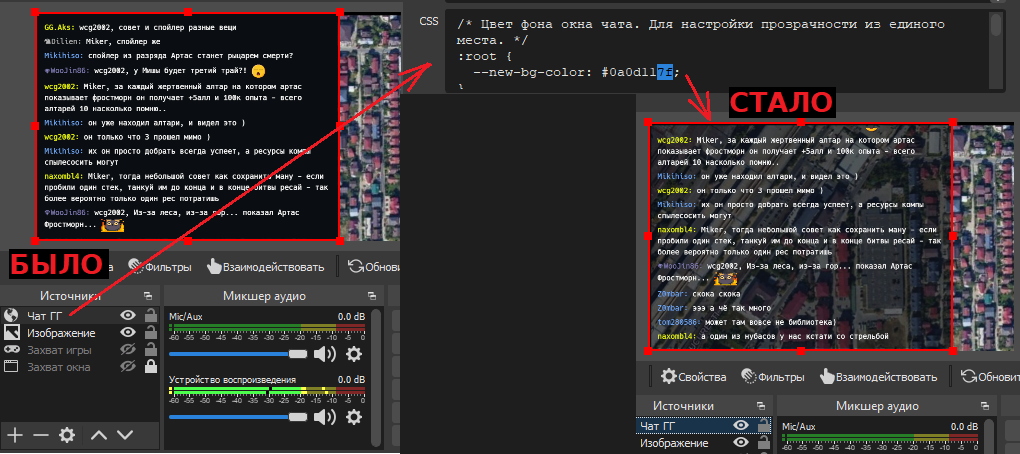 GG.Aks: wcg2002, совет и спойлер разные вещи
Dilien: Miker, спойлер же
Mikihiso: спойлер из разряда Артас станет рыцарем смерти?
WooJin86: wcg2002, у Мишы будет третий трай?!
wcg2002: Miker, за каждый жертвенный алтар на котором артас
показывает фростморн он получает +5алл и 100к опыта - всего
алтарей 10 насколько помню..
Mikihiso: он уже находил алтари, и видел это )
wcg2002: он только что 3 прошел мимо )
Mikihiso: их он просто добрать всегда успеет, а ресурсы компы
спылесосить могут
naxombl4: Miker, тогда небольшой совет как сохранить ману - если
пробили один стек, танкуй им до конца и в конце битвы ресай - так
более вероятно только один рес потратишь
WooJin86: wcg2002, Из-за леса, из-за гор... показал Артас
Фростморн...
БЫЛО
Фильтры
Взаимодействовать
Обнови
Источники
Чат ГГ
Изображение
Захват игры
Захват окна
Микшер аудио
Mic/Aux 0.0 dB
-60 -55 -50 -45 -40 -35 -30 -25 -20 -15 -10 -5 0
Устройство воспроизведения 0.0 dB
-60 -55 -50 -45 -40 -35 -30 -25 -20 -15 -10 -5 0
CSS
/* Цвет фона окна чата. Для настройки прозрачности из единого
места. */
:root {
--new-bg-color: #0a0d117f;
}
СТАЛО
wcg2002: Miker, за каждый жертвенный алтар на котором артас
показывает фростморн он получает +5алл и 100к опыта - всего
алтарей 10 насколько помню..
Mikihiso: он уже находил алтари, и видел это )
wcg2002: он только что 3 прошел мимо )
Mikihiso: их он просто добрать всегда успеет, а ресурсы компы
спылесосить могут
naxombl4: Miker, тогда небольшой совет как сохранить ману - если
пробили один стек, танкуй им до конца и в конце битвы ресай - так
более вероятно только один рес потратишь
WooJin86: wcg2002, Из-за леса, из-за гор... показал Артас
Фростморн...
Z0mbar: скока скока
Z0mbar: эээ а чё так много
tom280586: может там вовсе не библиотека)
naxombl4: а один из нубасов у нас кстати со стрельбой
Свойства
Фильтры
Взаимодействовать
Обновит
Источники
Чат ГГ
Изображение
Микшер аудио
Mic/Aux 0.0 dB
-60 -55 -50 -45 -40 -35 -30 -25 -20 -15 -10 -5 0